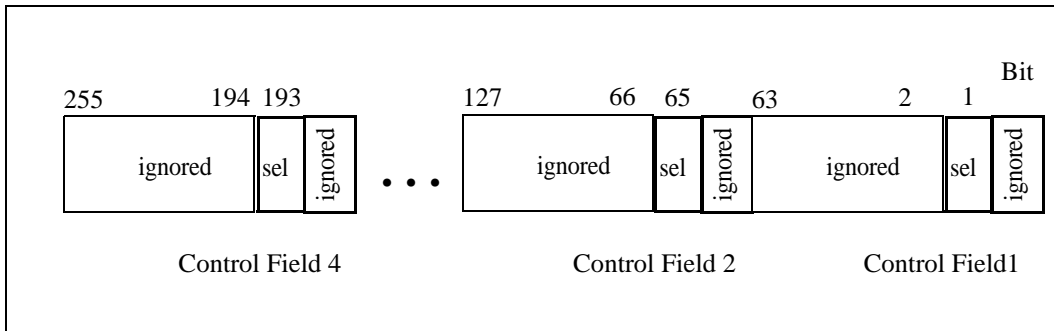 Bit
255 194 193 127 66 65 63 2 1
ignored sel ignored ... ignored sel ignored ignored sel ignored
Control Field 4 Control Field 2 Control Field1